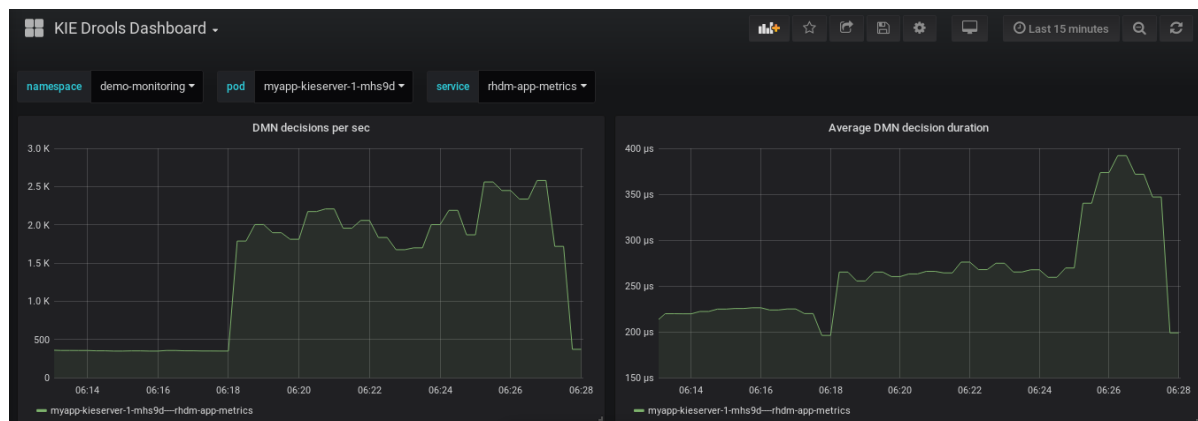 KIE Drools Dashboard
Last 15 minutes
namespace demo-monitoring pod myapp-kieserver-1-mhs9d service rhdm-app-metrics
DMN decisions per sec
3.0 K
2.5 K
2.0 K
1.5 K
1.0 K
500
0
06:14 06:16 06:18 06:20 06:22 06:24 06:26 06:28
myapp-kieserver-1-mhs9d—rhdm-app-metrics
Average DMN decision duration
400 µs
350 µs
300 µs
250 µs
200 µs
150 µs
06:14 06:16 06:18 06:20 06:22 06:24 06:26 06:28
myapp-kieserver-1-mhs9d—rhdm-app-metrics